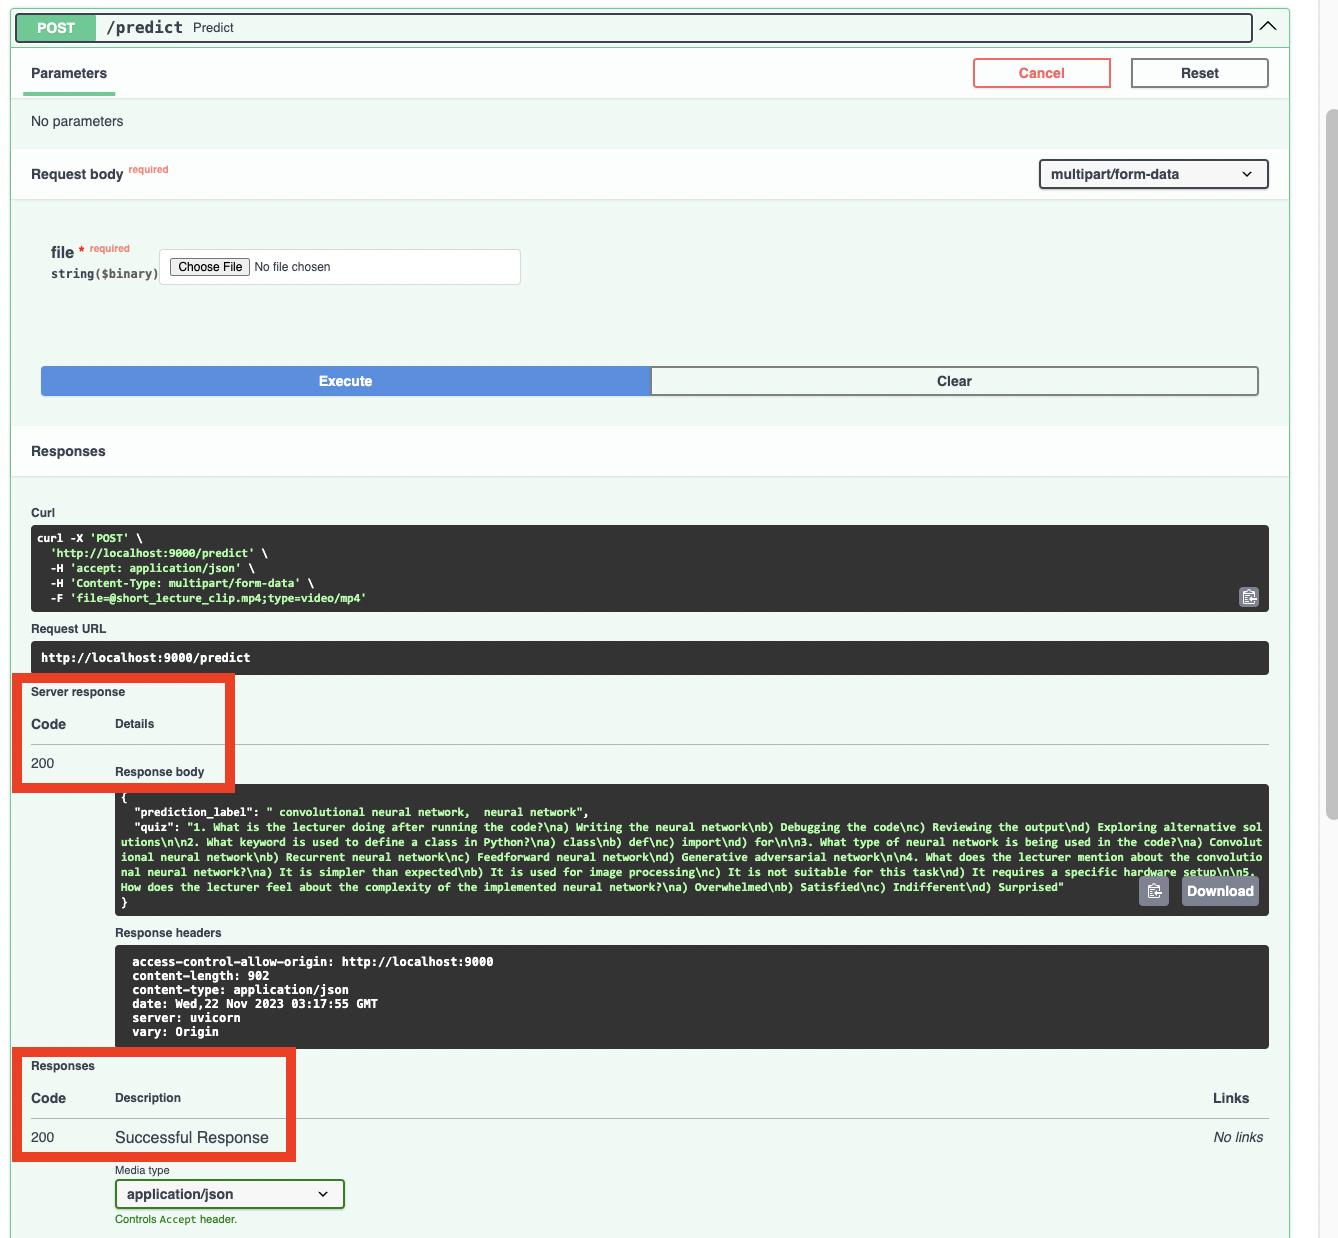 POST /predict Predict
Parameters Cancel Reset
No parameters
Request body required multipart/form-data
file * required
string($binary) Choose File No file chosen
Execute Clear
Responses
Curl
curl -X 'POST' \
'http://localhost:9000/predict' \
-H 'accept: application/json' \
-H 'Content-Type: multipart/form-data' \
-F 'file=@short_lecture_clip.mp4;type=video/mp4'
Request URL
http://localhost:9000/predict
Server response
Code Details
200
Response body
{
"prediction_label": " convolutional neural network,  neural network",
"quiz": "1. What is the lecturer doing after running the code?\na) Writing the neural network\nb) Debugging the code\nc) Reviewing the output\nd) Exploring alternative sol
utions\n\n2. What keyword is used to define a class in Python?\na) class\nb) def\nc) import\nd) for\n\n3. What type of neural network is being used in the code?\na) Convolut
ional neural network\nb) Recurrent neural network\nc) Feedforward neural network\nd) Generative adversarial network\n\n4. What does the lecturer mention about the convolutio
nal neural network?\na) It is simpler than expected\nb) It is used for image processing\nc) It is not suitable for this task\nd) It requires a specific hardware setup\n\n5.
How does the lecturer feel about the complexity of the implemented neural network?\na) Overwhelmed\nb) Satisfied\nc) Indifferent\nd) Surprised"
}
Download
Response headers
access-control-allow-origin: http://localhost:9000
content-length: 902
content-type: application/json
date: Wed,22 Nov 2023 03:17:55 GMT
server: uvicorn
vary: Origin
Responses
Code Description Links
200 Successful Response No links
Media type
application/json
Controls Accept header.